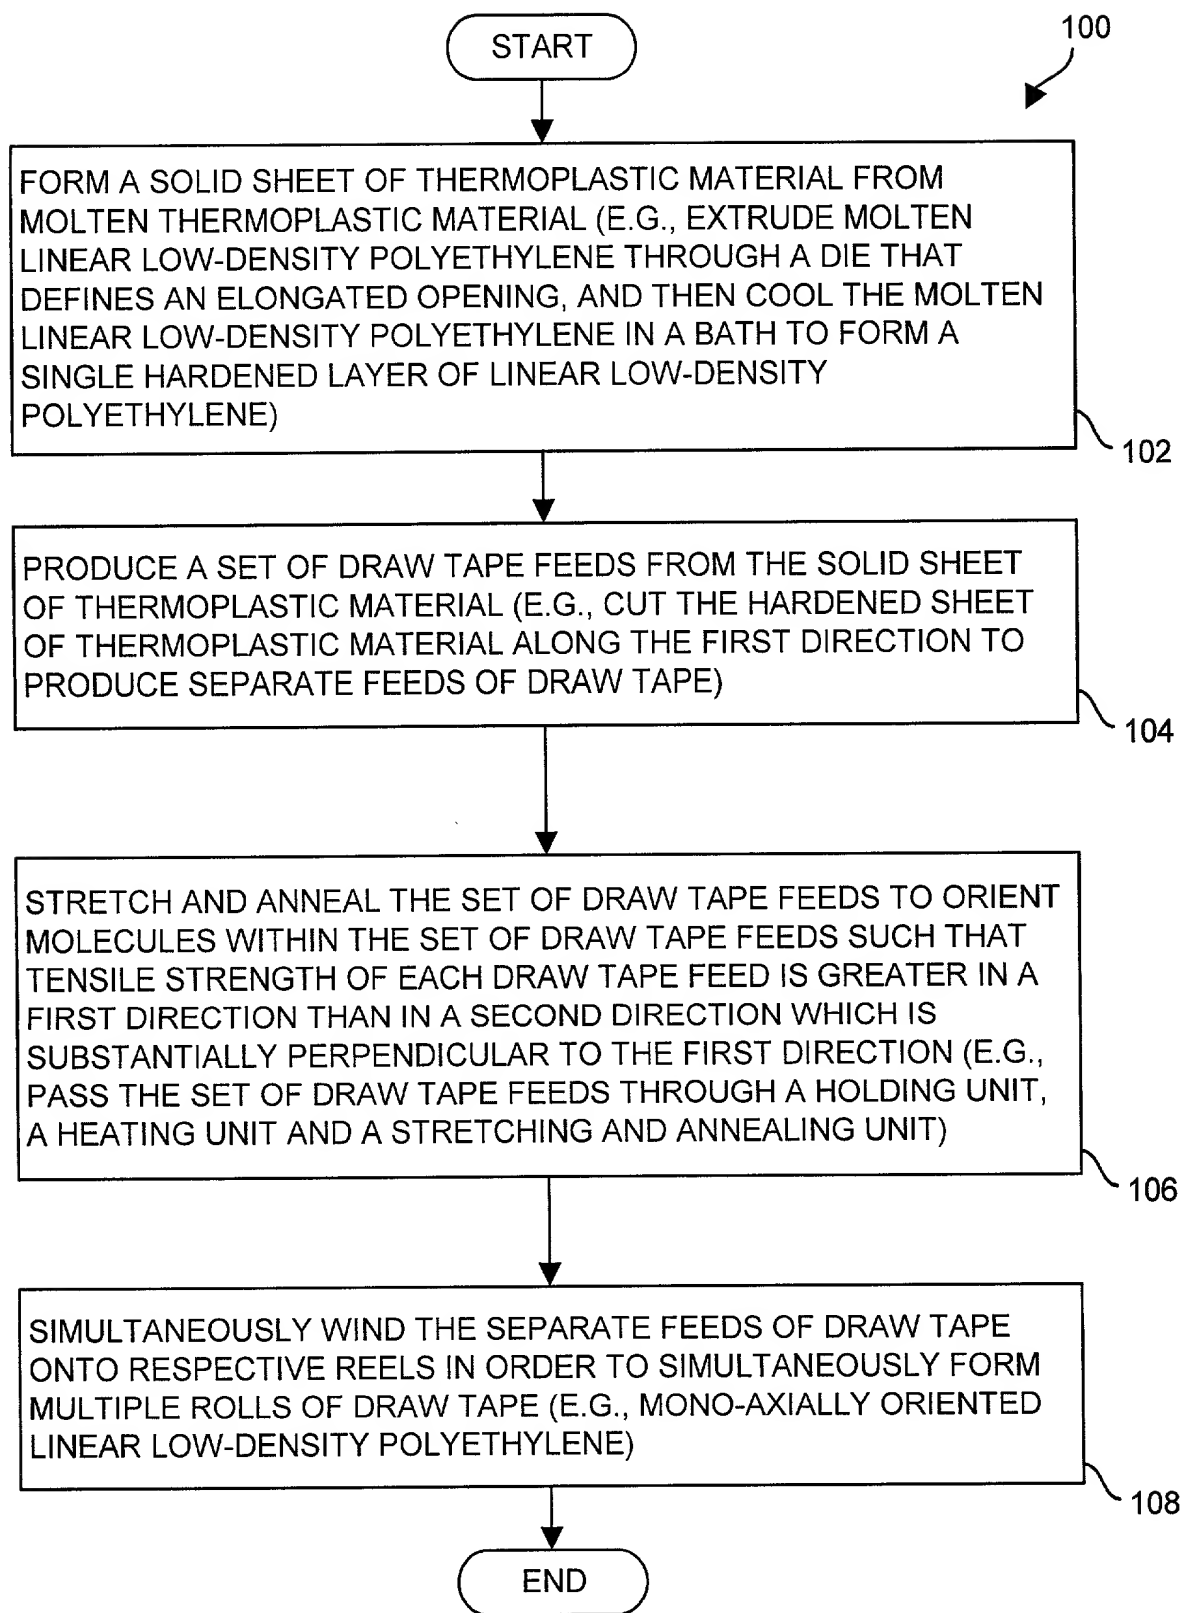 START
100
FORM A SOLID SHEET OF THERMOPLASTIC MATERIAL FROM
MOLTEN THERMOPLASTIC MATERIAL (E.G., EXTRUDE MOLTEN
LINEAR LOW-DENSITY POLYETHYLENE THROUGH A DIE THAT
DEFINES AN ELONGATED OPENING, AND THEN COOL THE MOLTEN
LINEAR LOW-DENSITY POLYETHYLENE IN A BATH TO FORM A
SINGLE HARDENED LAYER OF LINEAR LOW-DENSITY
POLYETHYLENE)
102
PRODUCE A SET OF DRAW TAPE FEEDS FROM THE SOLID SHEET
OF THERMOPLASTIC MATERIAL (E.G., CUT THE HARDENED SHEET
OF THERMOPLASTIC MATERIAL ALONG THE FIRST DIRECTION TO
PRODUCE SEPARATE FEEDS OF DRAW TAPE)
104
STRETCH AND ANNEAL THE SET OF DRAW TAPE FEEDS TO ORIENT
MOLECULES WITHIN THE SET OF DRAW TAPE FEEDS SUCH THAT
TENSILE STRENGTH OF EACH DRAW TAPE FEED IS GREATER IN A
FIRST DIRECTION THAN IN A SECOND DIRECTION WHICH IS
SUBSTANTIALLY PERPENDICULAR TO THE FIRST DIRECTION (E.G.,
PASS THE SET OF DRAW TAPE FEEDS THROUGH A HOLDING UNIT,
A HEATING UNIT AND A STRETCHING AND ANNEALING UNIT)
106
SIMULTANEOUSLY WIND THE SEPARATE FEEDS OF DRAW TAPE
ONTO RESPECTIVE REELS IN ORDER TO SIMULTANEOUSLY FORM
MULTIPLE ROLLS OF DRAW TAPE (E.G., MONO-AXIALLY ORIENTED
LINEAR LOW-DENSITY POLYETHYLENE)
108
END